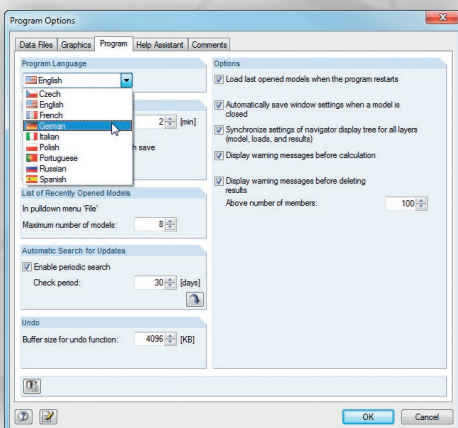 Program Options
Data Files Graphics Program Help Assistant Comments
Program Language
English
Czech
English
French
German
Italian
Polish
Portuguese
Russian
Spanish
2 [min]
save
List of Recently Opened Models
In pulldown menu 'File'
Maximum number of models: 8
Automatic Search for Updates
Enable periodic search
Check period: 30 [days]
Undo
Buffer size for undo function: 4096 [KB]
Options
Load last opened models when the program restarts
Automatically save window settings when a model is
closed
Synchronize settings of navigator display tree for all layers
(model, loads, and results)
Display warning messages before calculation
Display warning messages before deleting
results
Above number of members: 100
OK Cancel